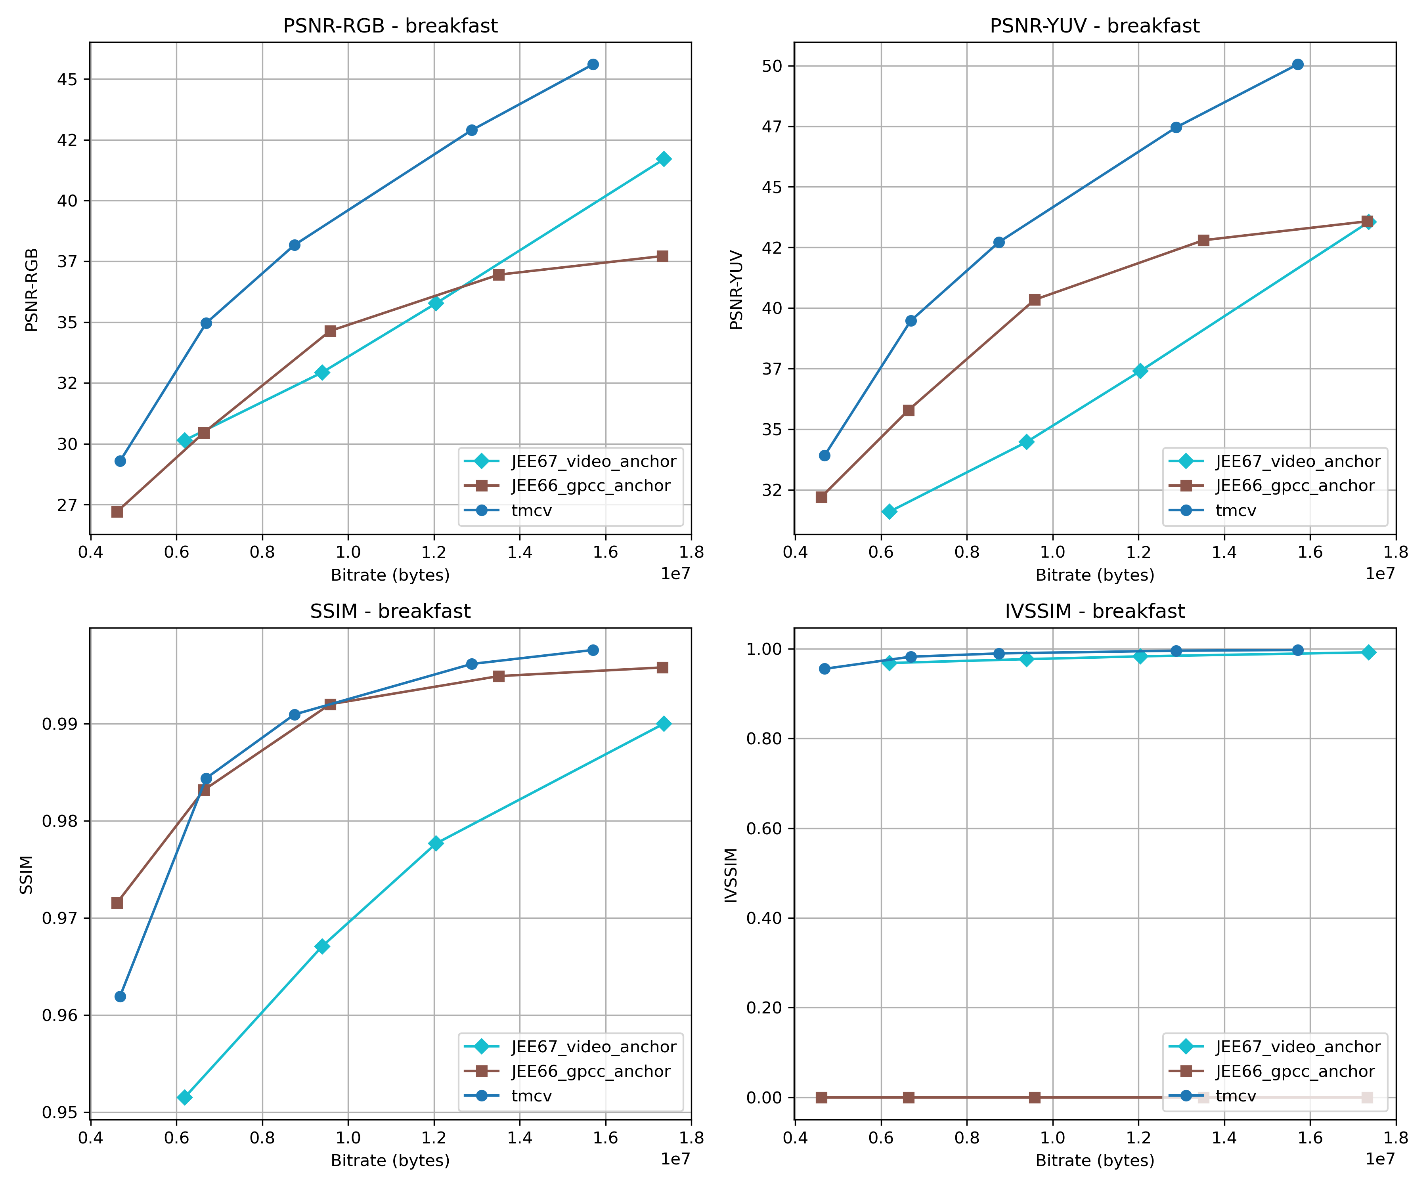 PSNR-RGB - breakfast
PSNR-RGB
45
42
40
37
35
32
30
27
0.4 0.6 0.8 1.0 1.2 1.4 1.6 1.8
Bitrate (bytes)
1e7
JEE67_video_anchor
JEE66_gpcc_anchor
tmcv
PSNR-YUV - breakfast
PSNR-YUV
50
47
45
42
40
37
35
32
0.4 0.6 0.8 1.0 1.2 1.4 1.6 1.8
Bitrate (bytes)
1e7
JEE67_video_anchor
JEE66_gpcc_anchor
tmcv
SSIM - breakfast
SSIM
0.99
0.98
0.97
0.96
0.95
0.4 0.6 0.8 1.0 1.2 1.4 1.6 1.8
Bitrate (bytes)
1e7
JEE67_video_anchor
JEE66_gpcc_anchor
tmcv
IVSSIM - breakfast
IVSSIM
1.00
0.80
0.60
0.40
0.20
0.00
0.4 0.6 0.8 1.0 1.2 1.4 1.6 1.8
Bitrate (bytes)
1e7
JEE67_video_anchor
JEE66_gpcc_anchor
tmcv